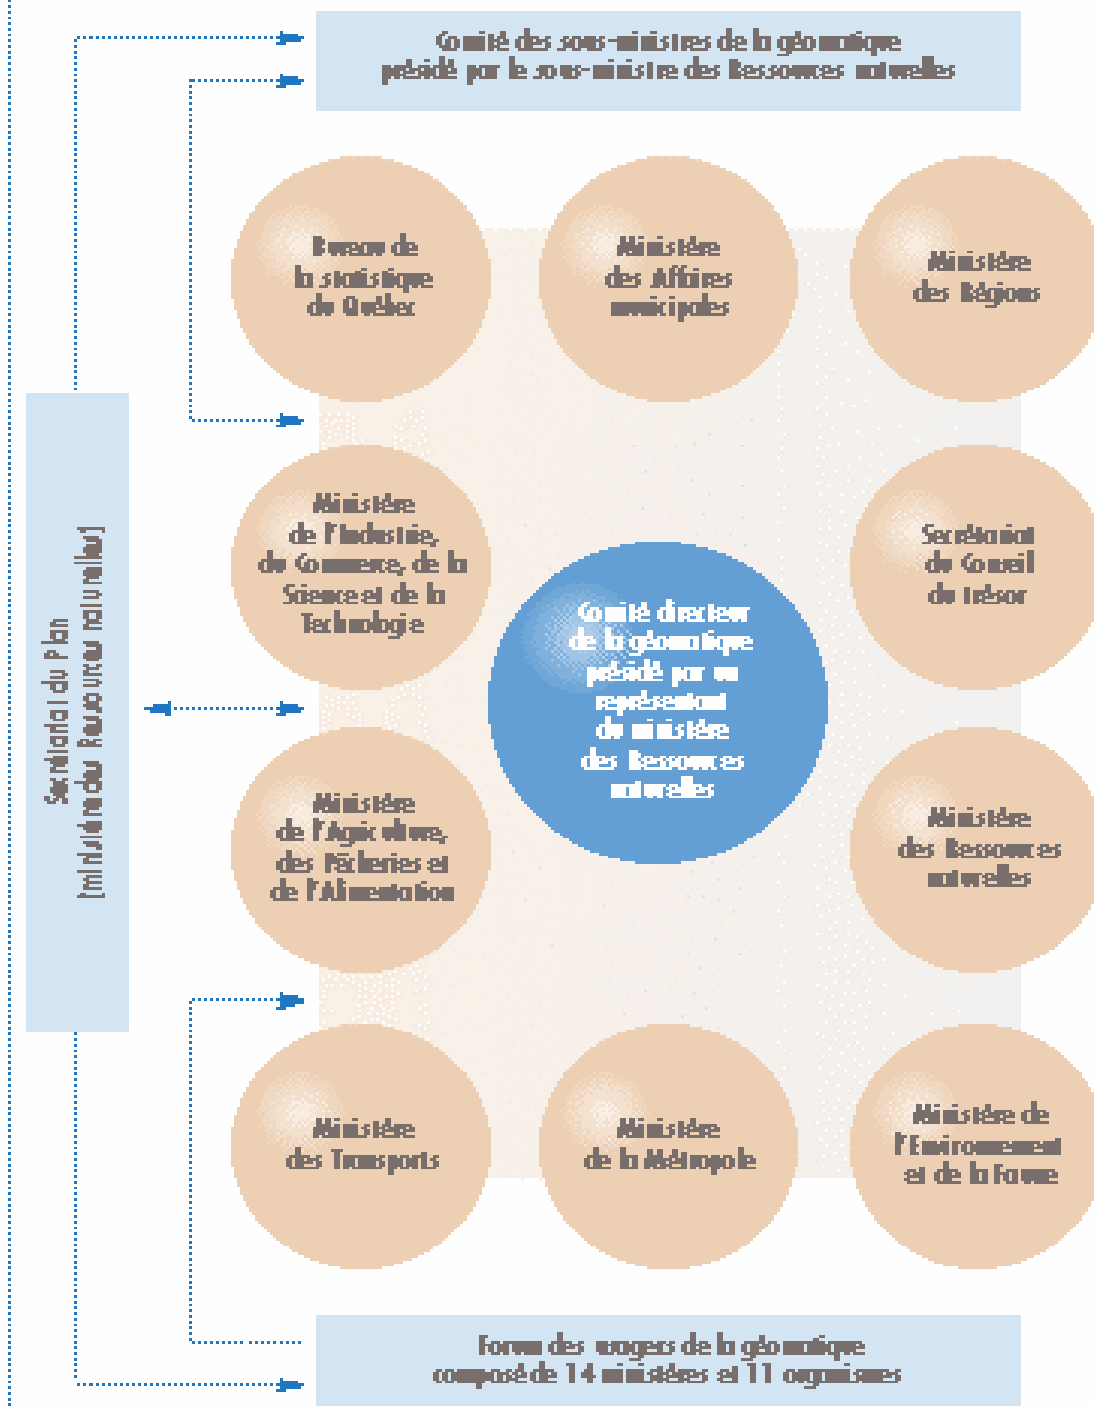 Comité des sous-ministres de la géomatique
présidé par le sous-ministre des Ressources naturelles
Bureau de
la statistique
du Québec
Ministère
des Affaires
municipales
Ministère
des Régions
Ministère
de l'Industrie,
du Commerce, de la
Science et de la
Technologie
Secrétariat
du Conseil
du trésor
Comité directeur
de la géomatique
présidé par un
représentant
du ministère
des Ressources
naturelles
Secrétariat du Plan
(ministère des Ressources naturelles)
Ministère
de l'Agriculture,
des Pêcheries et
de l'Alimentation
Ministère
des Ressources
naturelles
Ministère
des Transports
Ministère
de la Métropole
Ministère de
l'Environnement
et de la Faune
Forum des usagers de la géomatique
composé de 14 ministères et 11 organismes